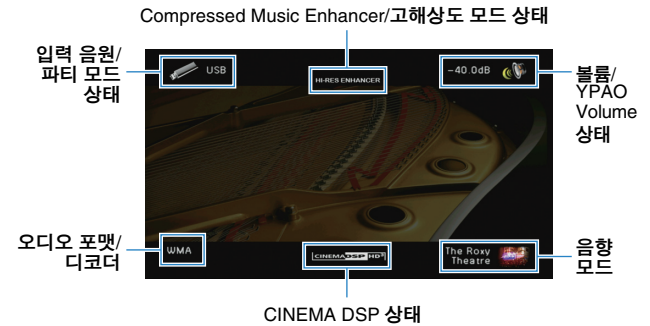 Compressed Music Enhancer/고해상도 모드 상태
입력 음원/
파티 모드
상태
USB
HI-RES ENHANCER
-40.0dB
볼륨/
YPAO
Volume
상태
오디오 포맷/
디코더
WMA
CINEMA DSP HD³
The Roxy
Theatre
음향
모드
CINEMA DSP 상태